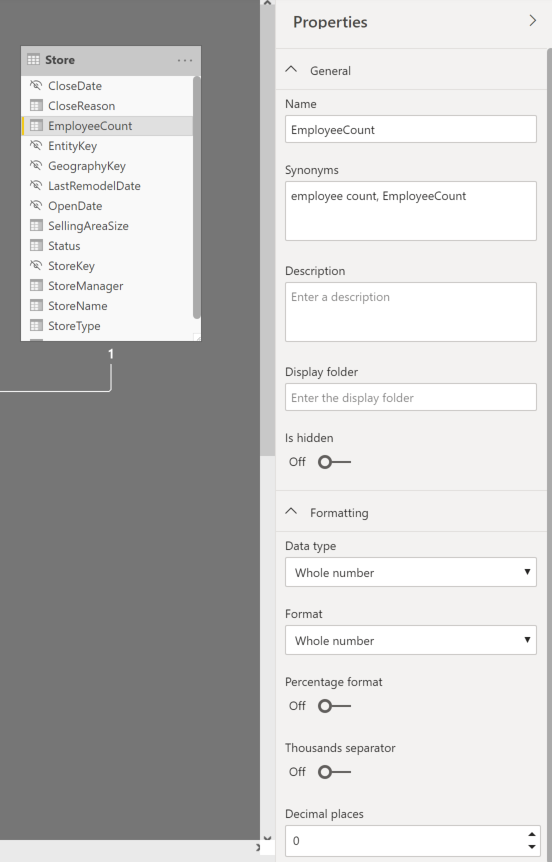 Store
CloseDate
CloseReason
EmployeeCount
EntityKey
GeographyKey
LastRemodelDate
OpenDate
SellingAreaSize
Status
StoreKey
StoreManager
StoreName
StoreType
1
Properties
General
Name
EmployeeCount
Synonyms
employee count, EmployeeCount
Description
Enter a description
Display folder
Enter the display folder
Is hidden
Off
Formatting
Data type
Whole number
Format
Whole number
Percentage format
Off
Thousands separator
Off
Decimal places
0